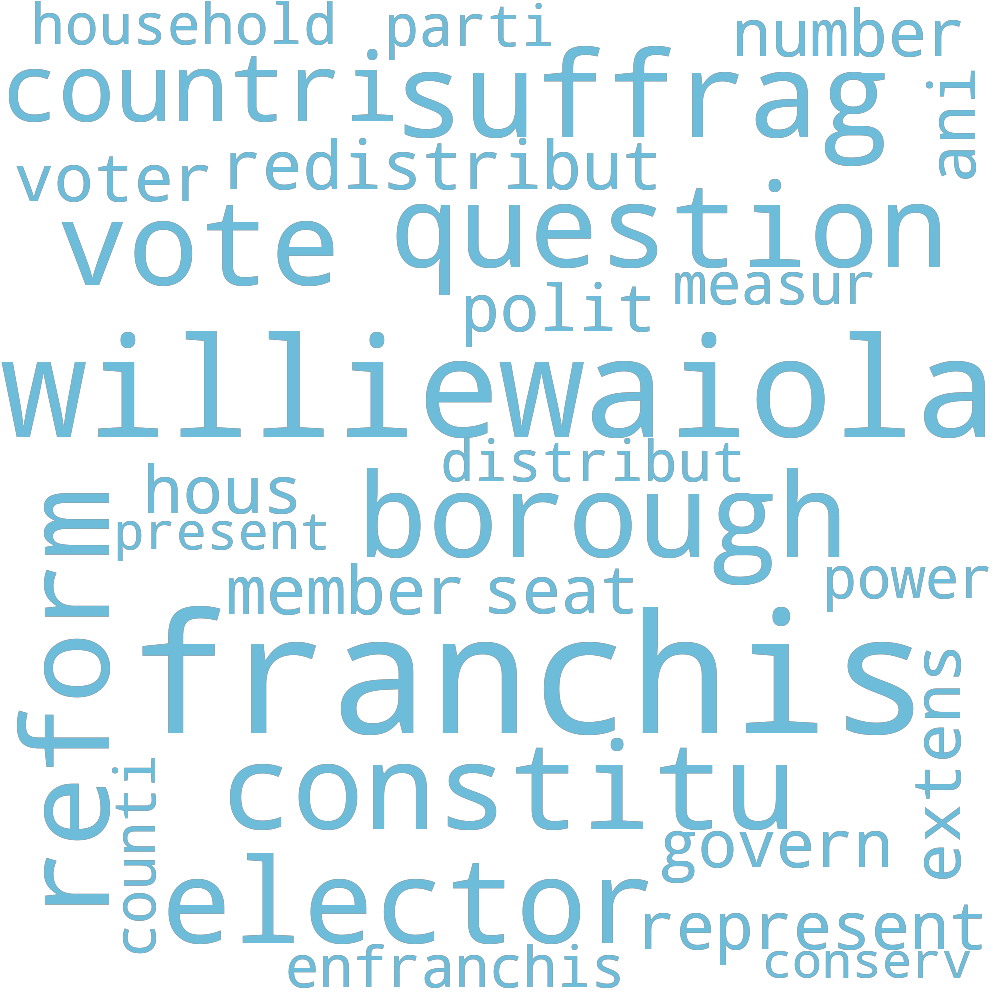 household
parti
number
countri
suffrag
ani
voter
redistribut
vote
question
measur
polit
williewaiola
distribut
hous
borough
present
reform
member
seat
power
franchis
extens
constitu
counti
govern
elector
represent
enfranchis
conserv